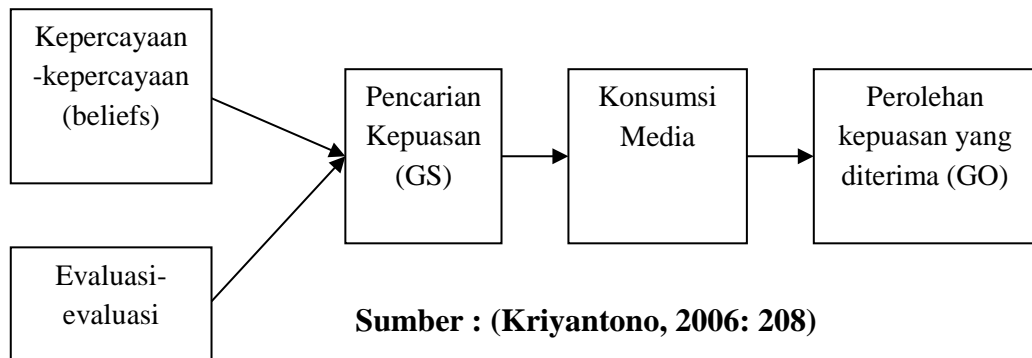 Kepercayaan
-kepercayaan
(beliefs)
Evaluasi-
evaluasi
Pencarian
Kepuasan
(GS)
Konsumsi
Media
Perolehan
kepuasan yang
diterima (GO)
Sumber : (Kriyantono, 2006: 208)